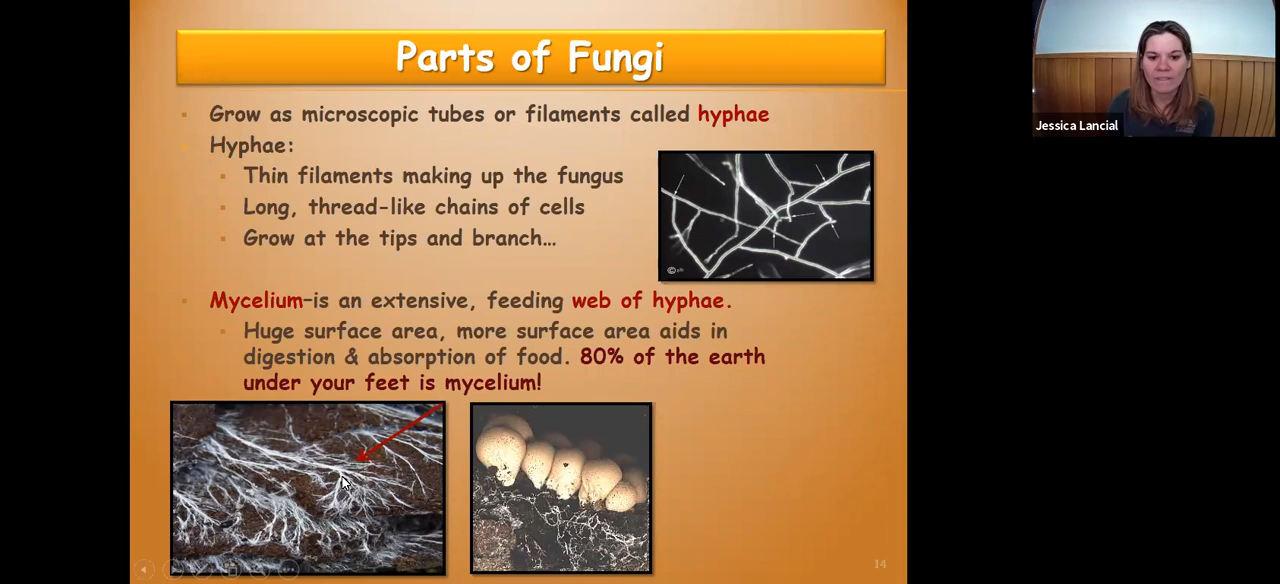 Parts of Fungi
Grow as microscopic tubes or filaments called hyphae
Hyphae:
Thin filaments making up the fungus
Long, thread-like chains of cells
Grow at the tips and branch…
Mycelium–is an extensive, feeding web of hyphae.
Huge surface area, more surface area aids in
digestion & absorption of food. 80% of the earth
under your feet is mycelium!
14
Jessica Lancial